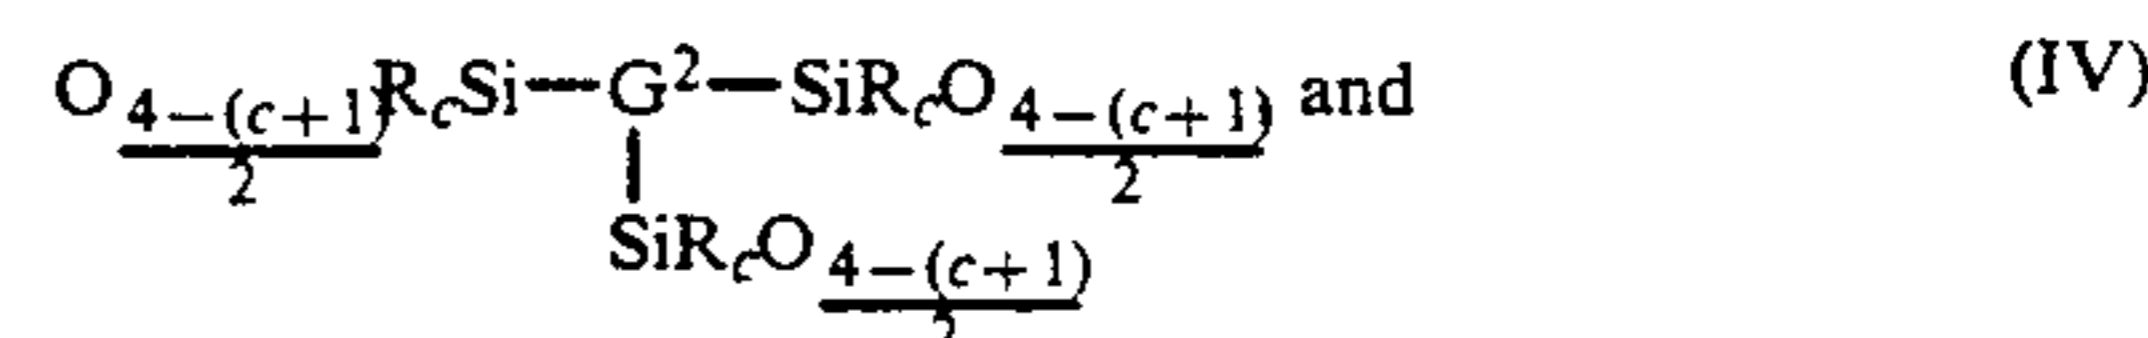 O 4−(c+1) RcSi—G²—SiRcO 4−(c+1) and (IV)
2 2
SiRcO 4−(c+1)
2